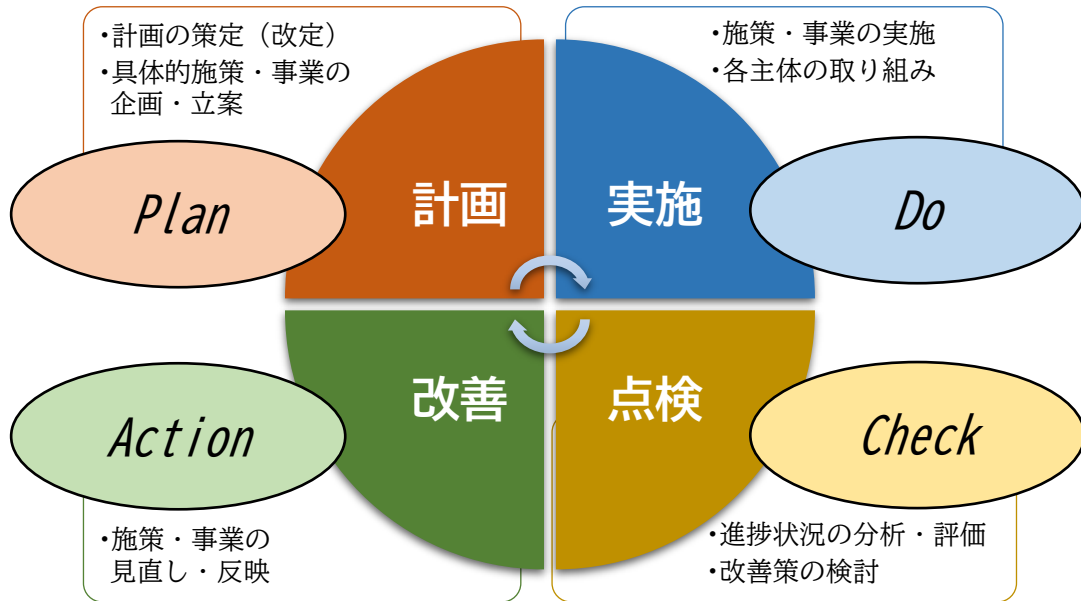 ・計画の策定（改定）
・具体的施策・事業の
企画・立案
Plan
計画
・施策・事業の実施
・各主体の取り組み
実施
Do
Action
改善
・施策・事業の
見直し・反映
点検
Check
・進捗状況の分析・評価
・改善策の検討